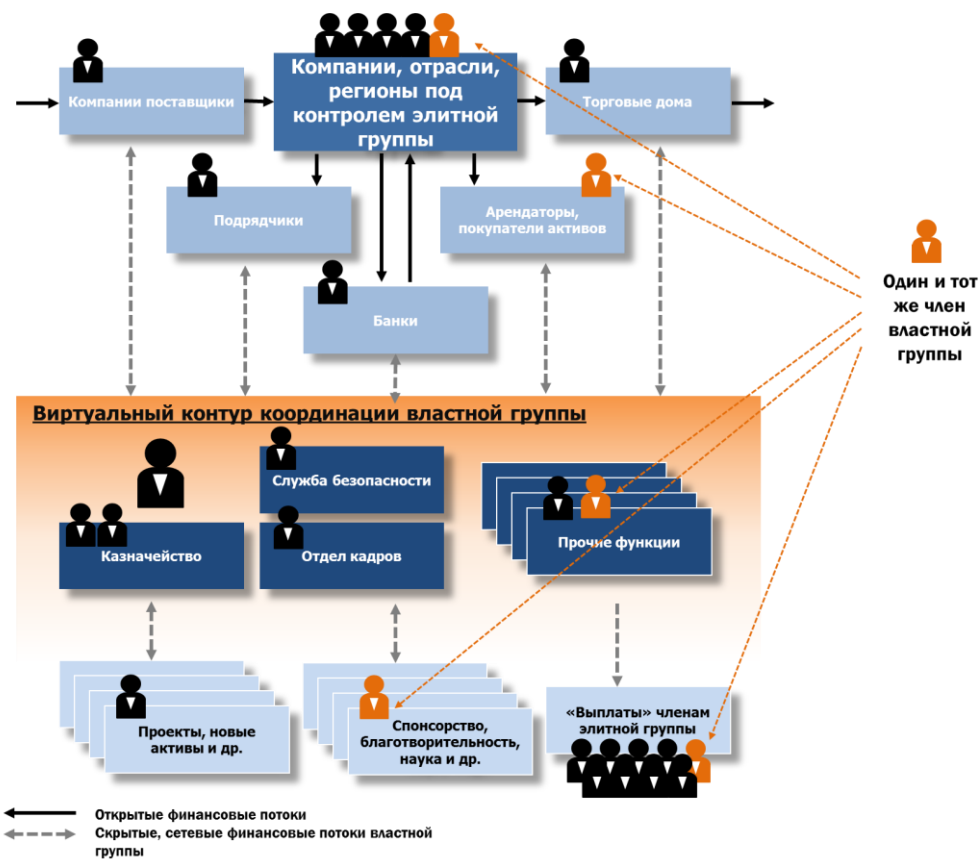 Компании поставщики
Компании, отрасли,
регионы под
контролем элитной
группы
Торговые дома
Подрядчики
Арендаторы,
покупатели активов
Банки
Один и тот
же член
властной
группы
Виртуальный контур координации властной группы
Служба безопасности
Казначейство
Отдел кадров
Прочие функции
Проекты, новые
активы и др.
Спонсорство,
благотворительность,
наука и др.
«Выплаты» членам
элитной группы
Открытые финансовые потоки
Скрытые, сетевые финансовые потоки властной
группы